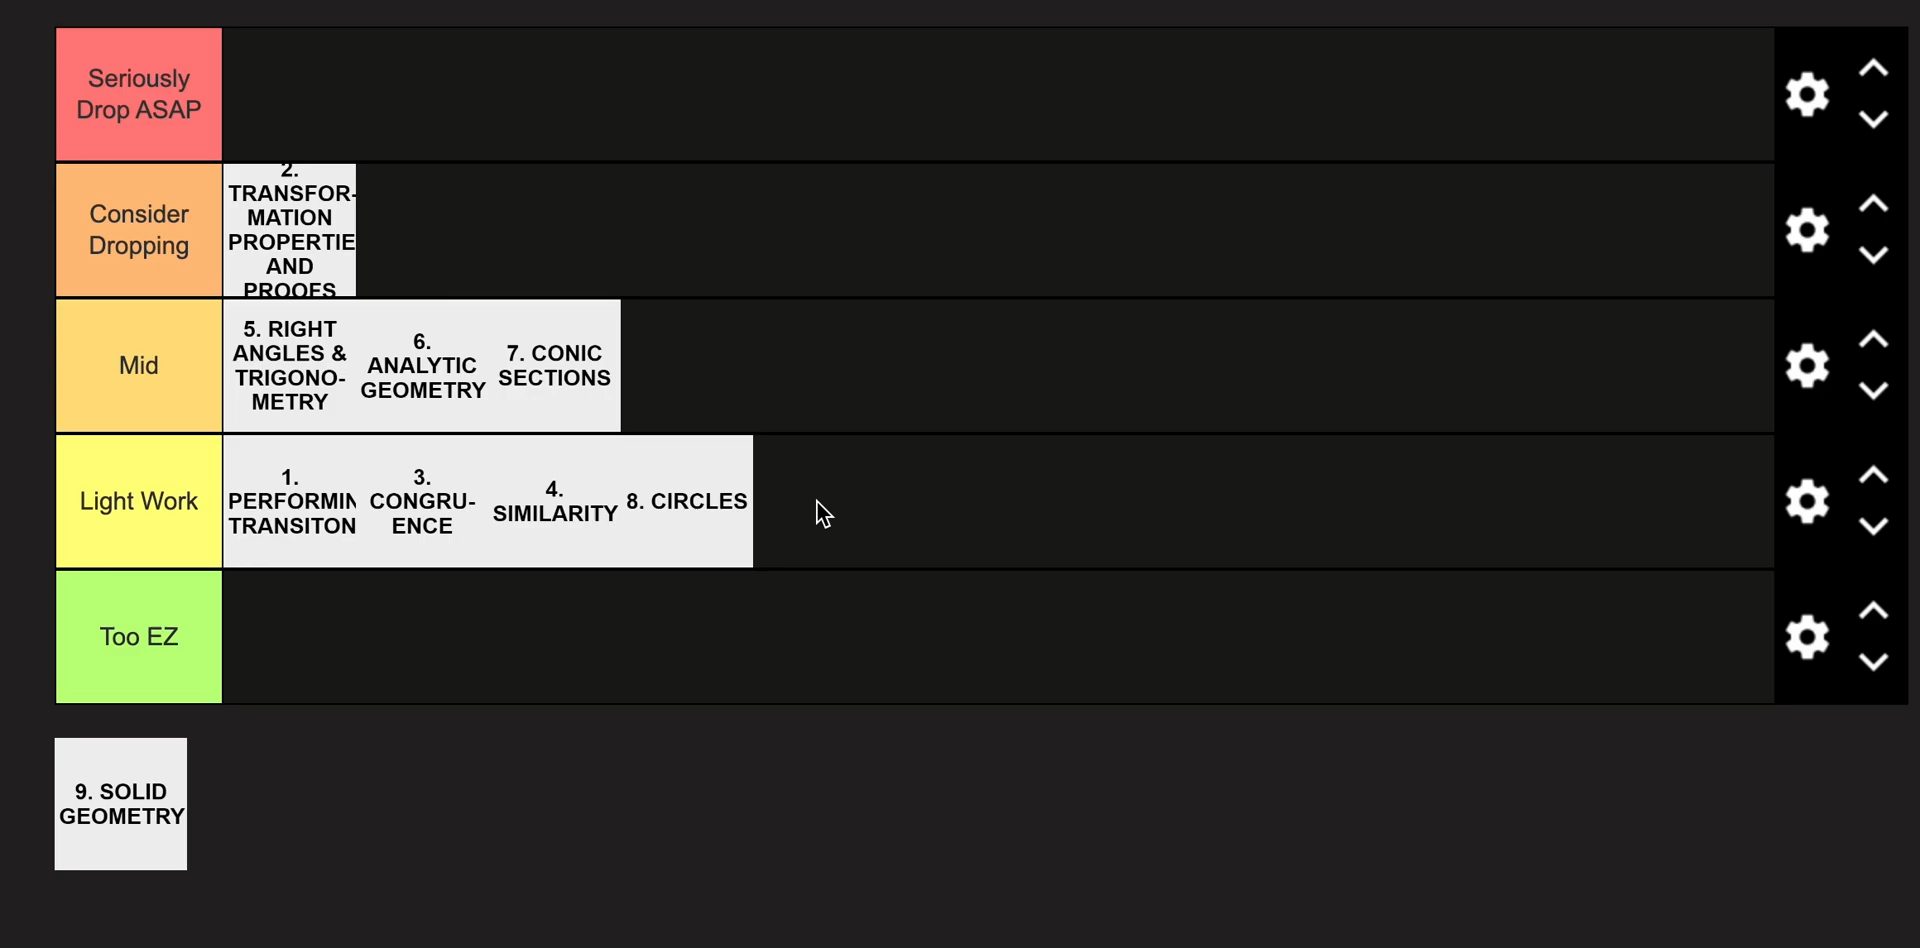 Seriously
Drop ASAP
Consider
Dropping
2.
TRANSFOR-
MATION
PROPERTIE
AND
PROOFS
Mid
5. RIGHT
ANGLES &
TRIGONO-
METRY
6.
ANALYTIC
GEOMETRY
7. CONIC
SECTIONS
Light Work
1.
PERFORMIN
TRANSITON
3.
CONGRU-
ENCE
4.
SIMILARITY
8. CIRCLES
Too EZ
9. SOLID
GEOMETRY